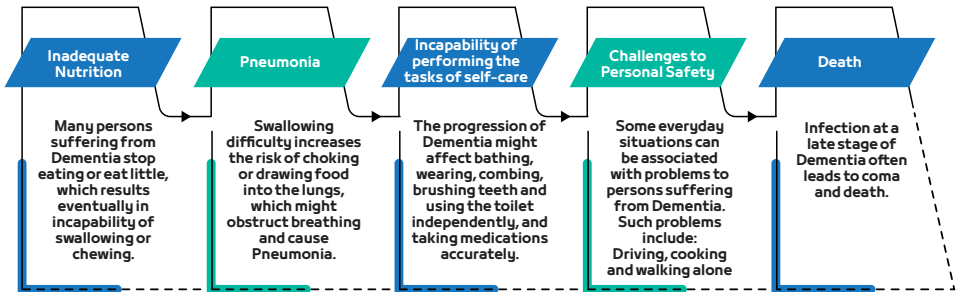 Inadequate
Nutrition
Many persons
suffering from
Dementia stop
eating or eat little,
which results
eventually in
incapability of
swallowing or
chewing.
Pneumonia
Swallowing
difficulty increases
the risk of choking
or drawing food
into the lungs,
which might
obstruct breathing
and cause
Pneumonia.
Incapability of
performing the
tasks of self-care
The progression of
Dementia might
affect bathing,
wearing, combing,
brushing teeth and
using the toilet
independently, and
taking medications
accurately.
Challenges to
Personal Safety
Some everyday
situations can
be associated
with problems to
persons suffering
from Dementia.
Such problems
include:
Driving, cooking
and walking alone
Death
Infection at a
late stage of
Dementia often
leads to coma
and death.